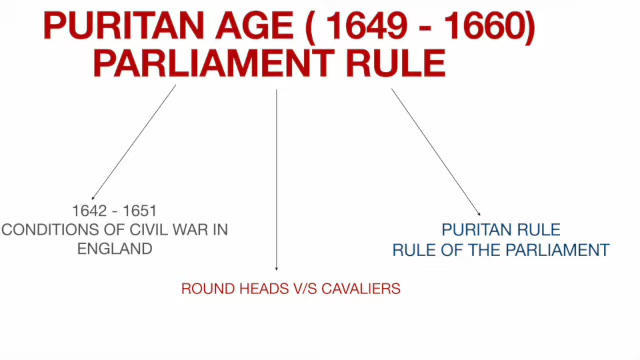 PURITAN AGE ( 1649 - 1660)
PARLIAMENT RULE
1642 - 1651
CONDITIONS OF CIVIL WAR IN
ENGLAND
ROUND HEADS V/S CAVALIERS
PURITAN RULE
RULE OF THE PARLIAMENT